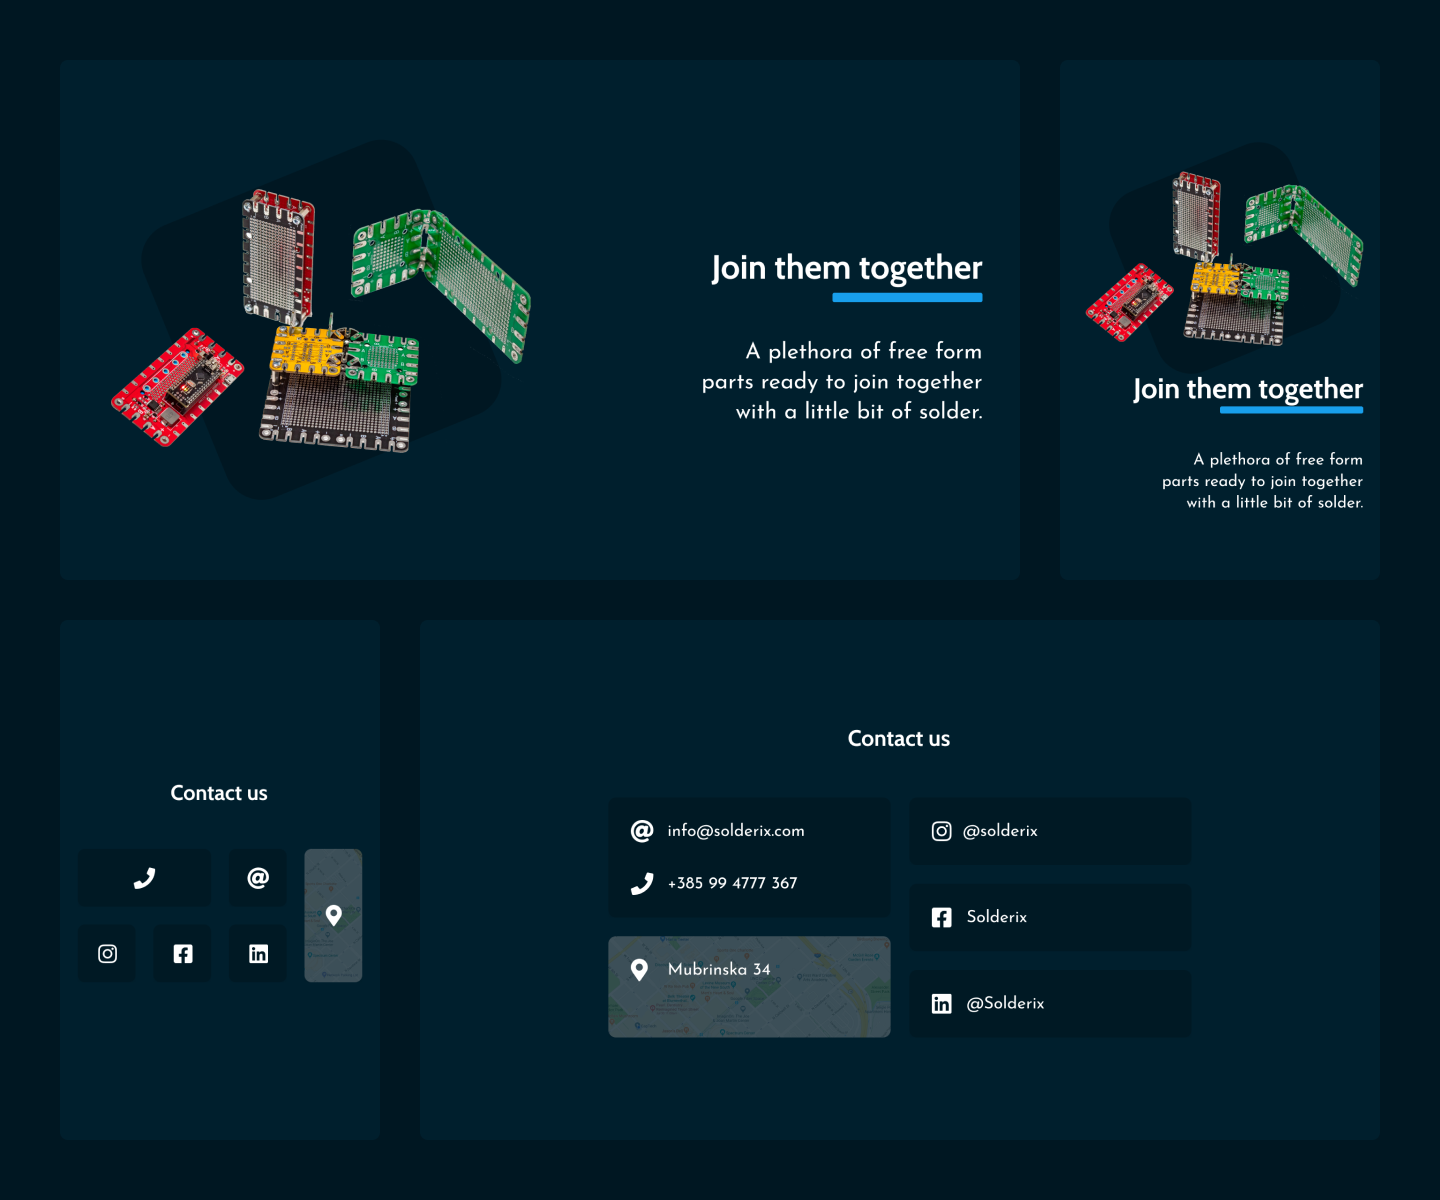 Join them together
A plethora of free form
parts ready to join together
with a little bit of solder.
Join them together
A plethora of free form
parts ready to join together
with a little bit of solder.
Contact us
Contact us
info@solderix.com
+385 99 4777 367
Mubrinska 34
@solderix
Solderix
@Solderix